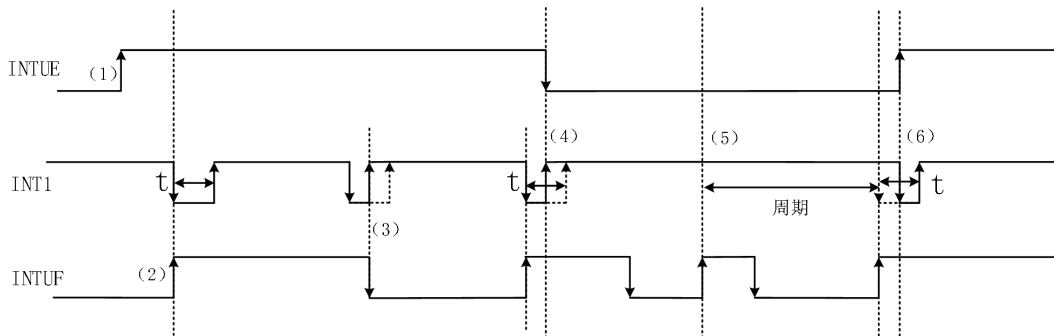 INTUE
(1)
(4)
(5)
(6)
INT1
t
t
t
周期
(3)
(2)
INTUF